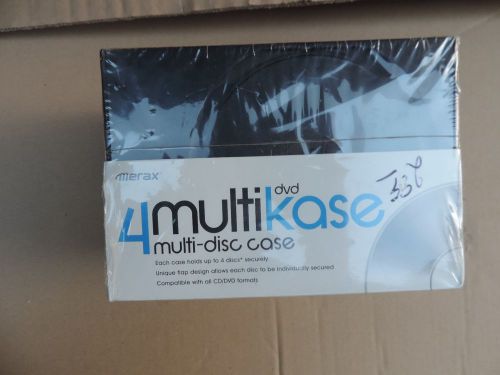 merax
dvd
4multikase
multi-disc case
Each case holds up to 4 discs* securely
Unique flap design allows each disc to be individually secured
Compatible with all CD/DVD formats